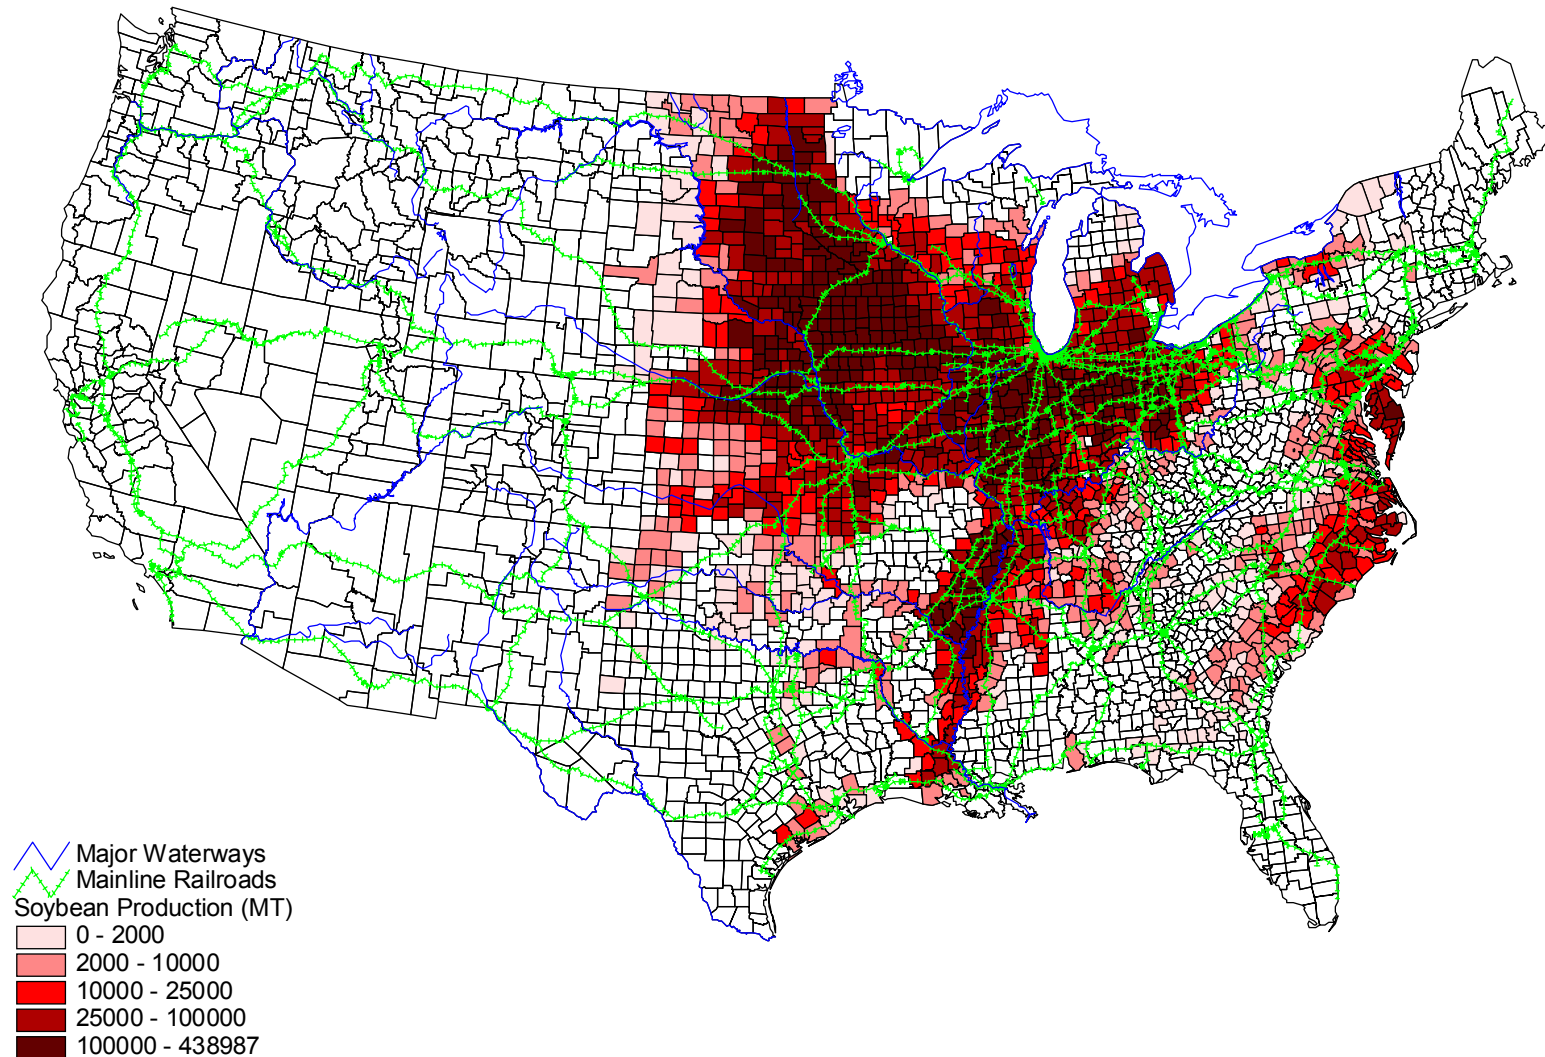 Major Waterways
Mainline Railroads
Soybean Production (MT)
0 - 2000
2000 - 10000
10000 - 25000
25000 - 100000
100000 - 438987